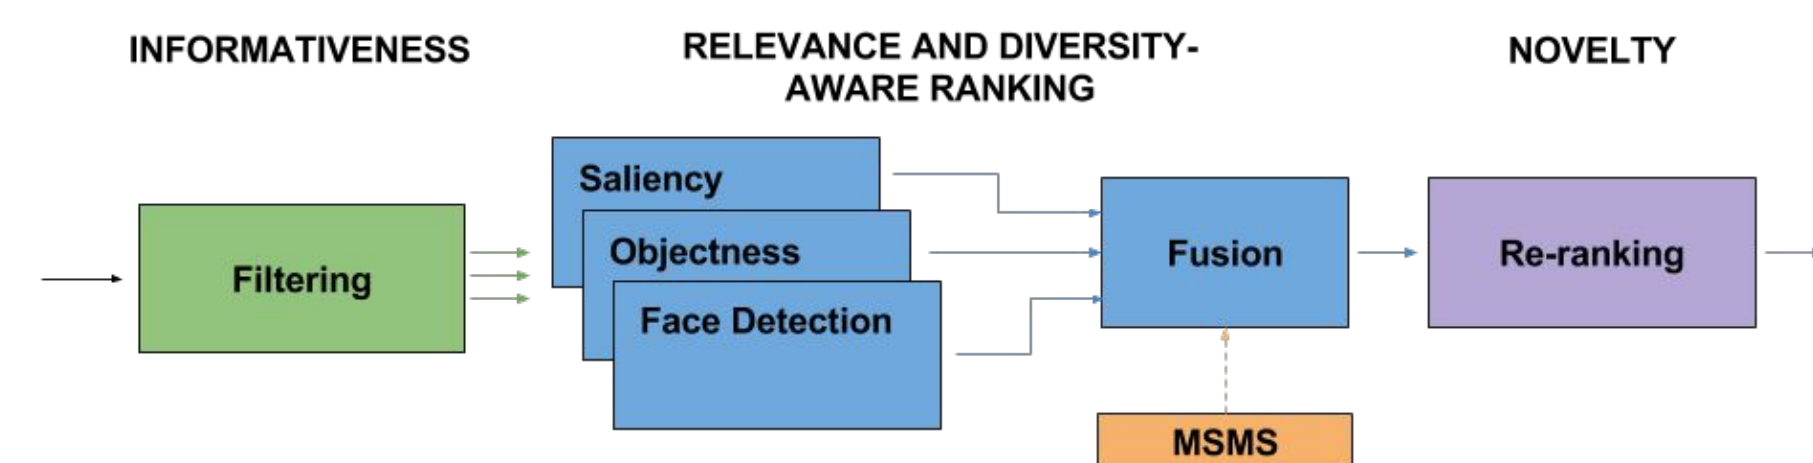 INFORMATIVENESS
RELEVANCE AND DIVERSITY-
AWARE RANKING
NOVELTY
Filtering
Saliency
Objectness
Face Detection
Fusion
Re-ranking
MSMS